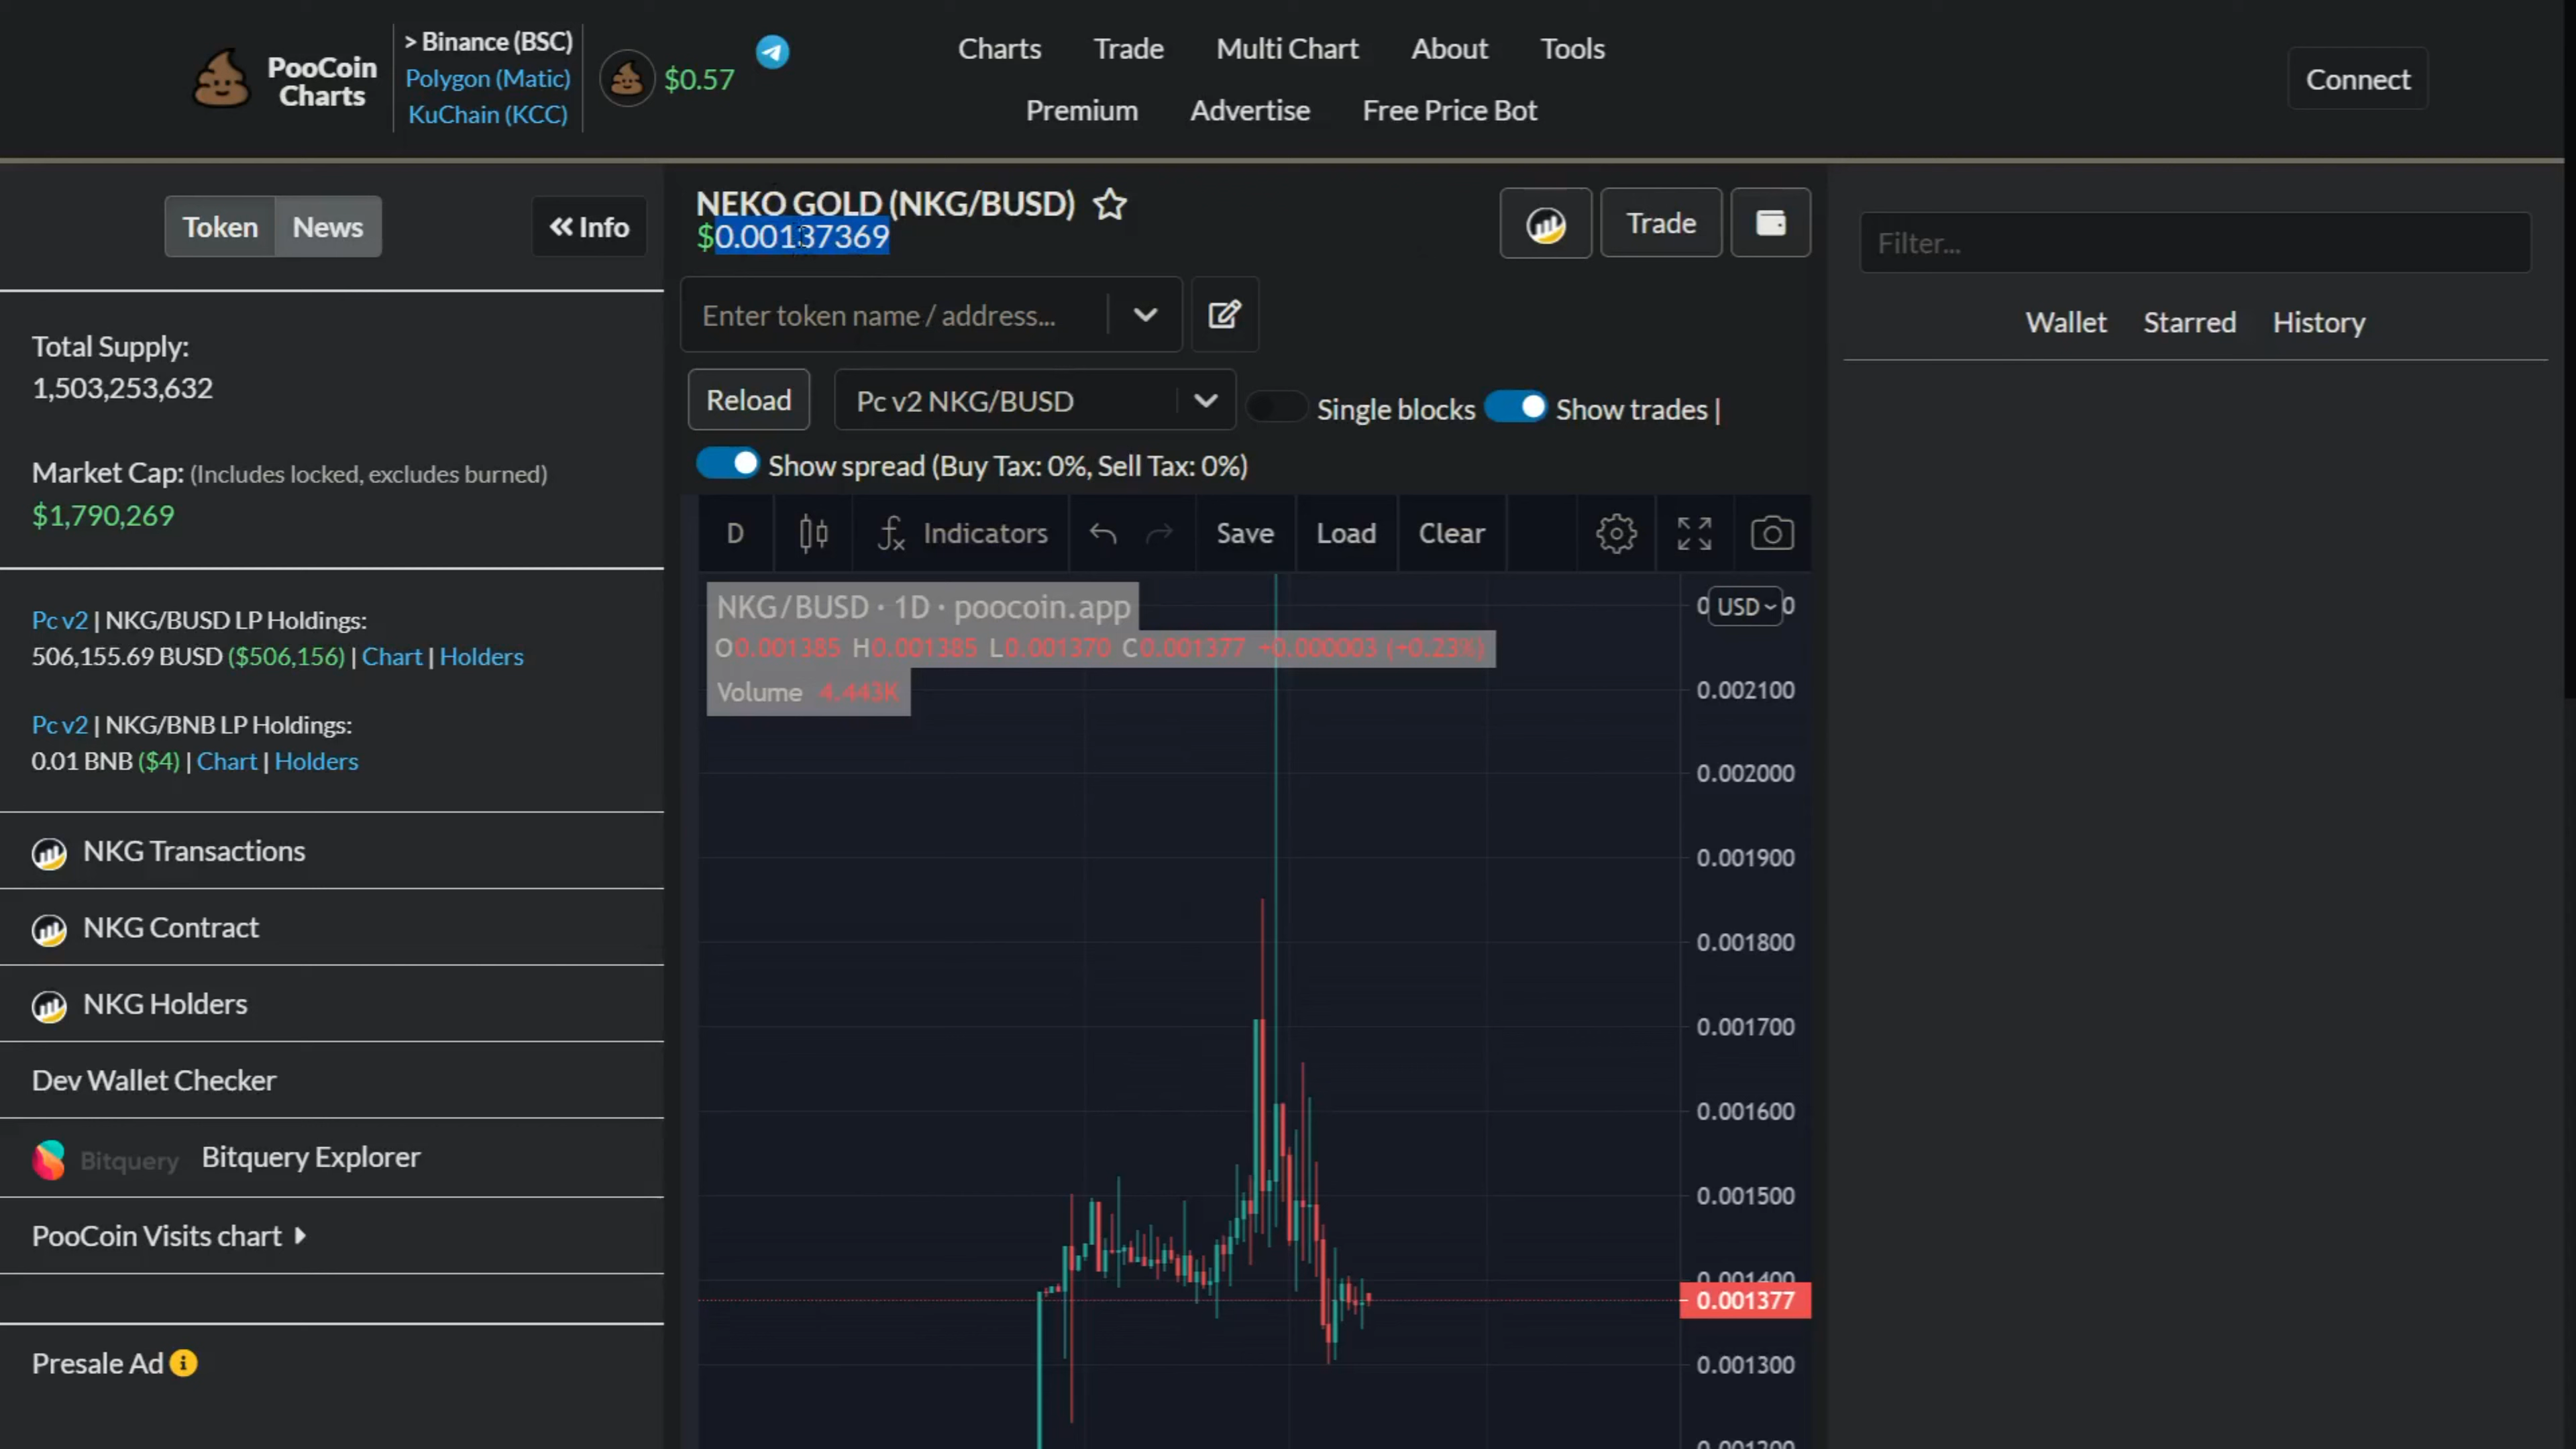 PooCoin
Charts
> Binance (BSC)
Polygon (Matic)
KuChain (KCC)
$0.57
Charts Trade Multi Chart About Tools
Premium Advertise Free Price Bot
Connect
Token News
« Info
Total Supply:
1,503,253,632
Market Cap: (Includes locked, excludes burned)
$1,790,269
Pc v2 | NKG/BUSD LP Holdings:
506,155.69 BUSD ($506,156) | Chart | Holders
Pc v2 | NKG/BNB LP Holdings:
0.01 BNB ($4) | Chart | Holders
NKG Transactions
NKG Contract
NKG Holders
Dev Wallet Checker
Bitquery Bitquery Explorer
PooCoin Visits chart
Presale Ad
NEKO GOLD (NKG/BUSD)
$0.00137369
Trade
Enter token name / address...
Reload
Pc v2 NKG/BUSD
Single blocks Show trades |
Show spread (Buy Tax: 0%, Sell Tax: 0%)
D Indicators Save Load Clear
NKG/BUSD · 1D · poocoin.app
O0.001385 H0.001385 L0.001370 C0.001377 +0.000003 (+0.23%)
Volume 4.443K
USD
0.002100
0.002000
0.001900
0.001800
0.001700
0.001600
0.001500
0.001400
0.001377
0.001300
Filter...
Wallet Starred History